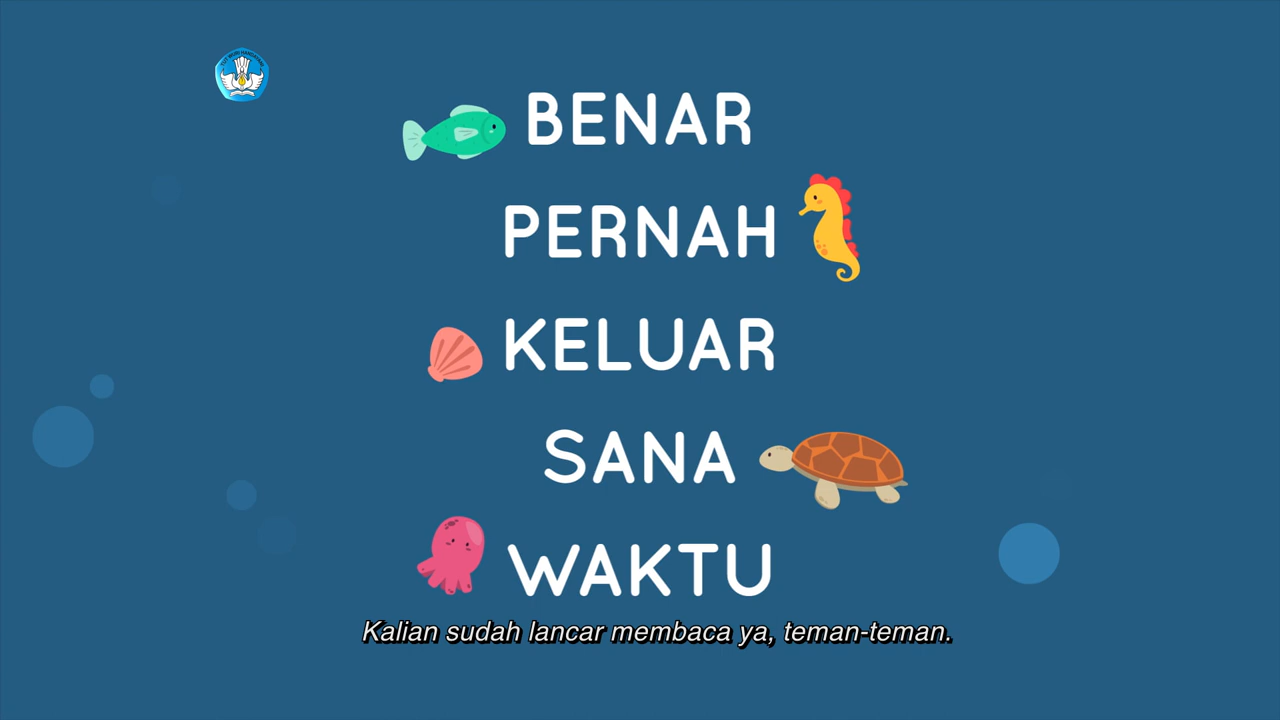 BENAR
PERNAH
KELUAR
SANA
WAKTU
Kalian sudah lancar membaca ya, teman-teman.